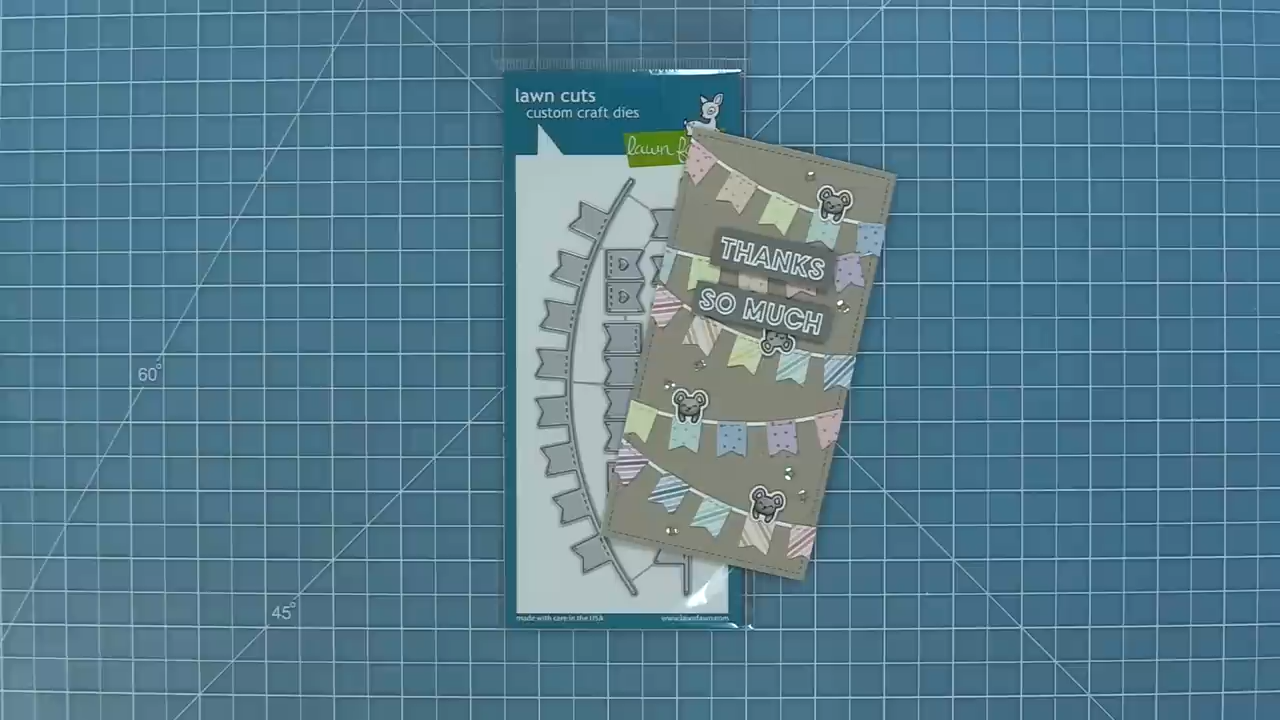 lawn cuts
custom craft dies
lawn f
THANKS
SO MUCH
60°
45°
made with care in the USA
www.lawnfawn.com